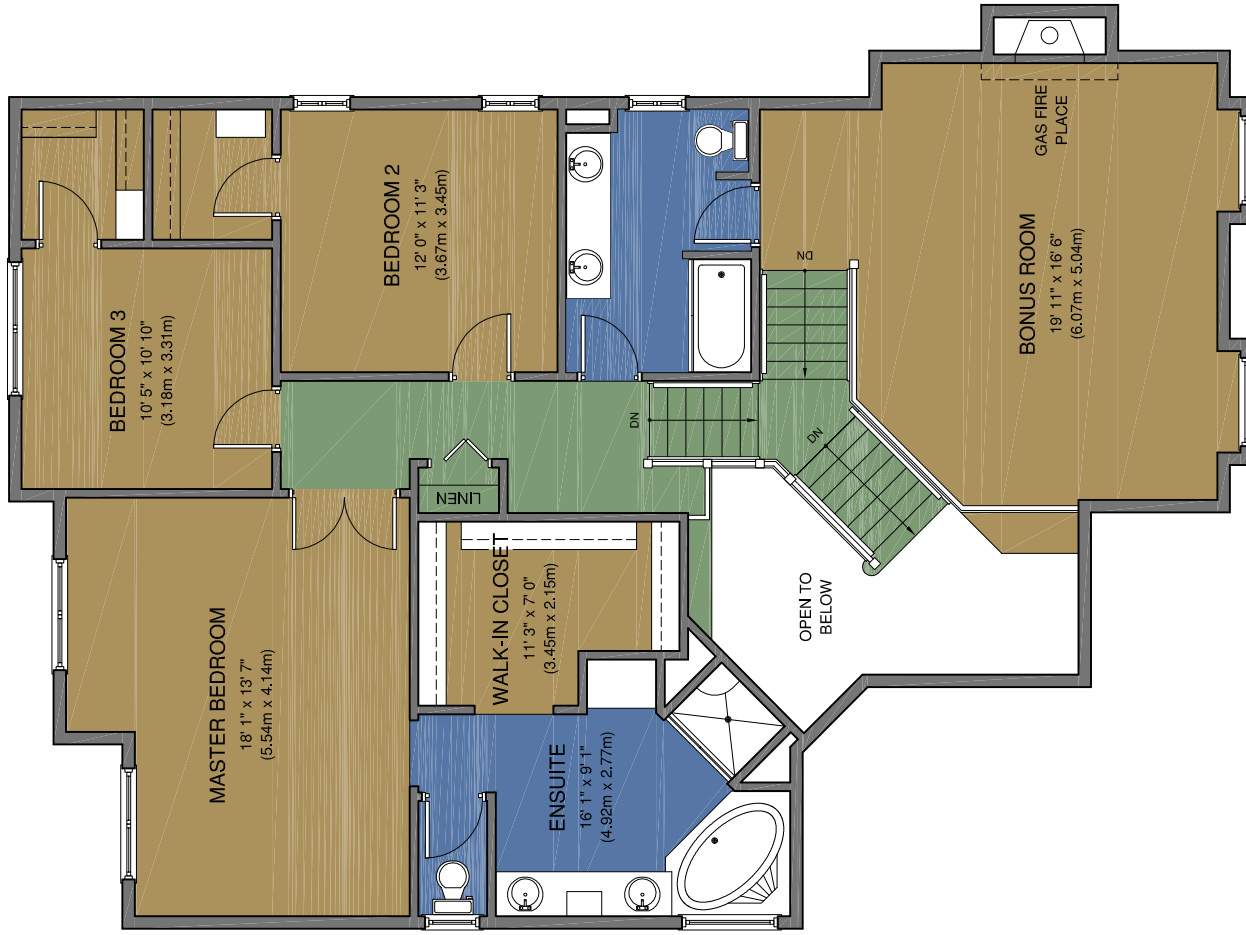 GAS FIRE
PLACE
BEDROOM 2
12' 0" x 11' 3"
(3.67m x 3.45m)
DN
BONUS ROOM
19' 11" x 16' 6"
(6.07m x 5.04m)
BEDROOM 3
10' 5" x 10' 10"
(3.18m x 3.31m)
DN
DN
LINEN
WALK-IN CLOSET
11' 3" x 7' 0"
(3.45m x 2.15m)
OPEN TO
BELOW
MASTER BEDROOM
18' 1" x 13' 7"
(5.54m x 4.14m)
ENSUITE
16' 1" x 9' 1"
(4.92m x 2.77m)